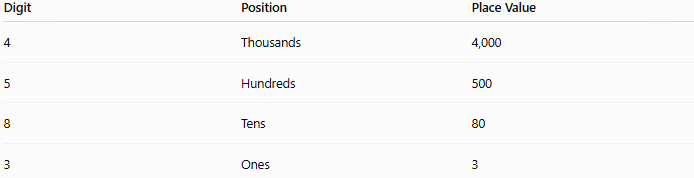 Digit Position Place Value
4 Thousands 4,000
5 Hundreds 500
8 Tens 80
3 Ones 3